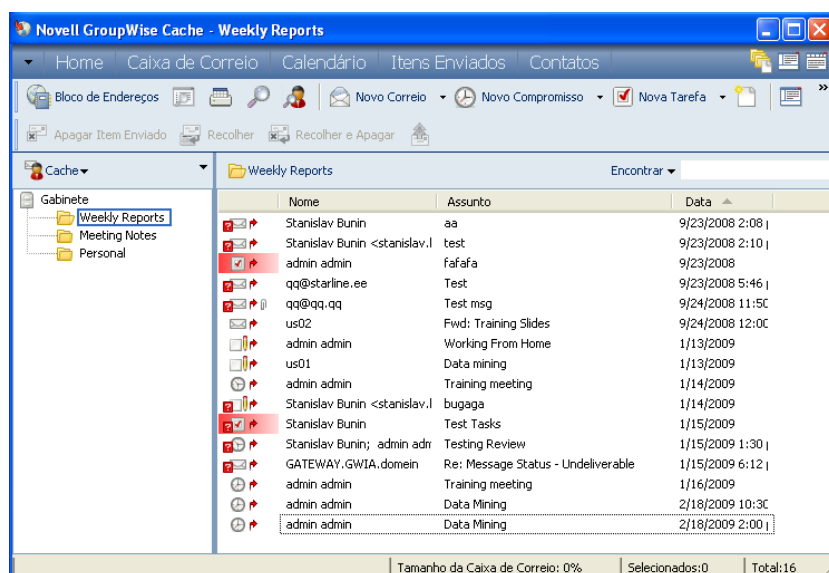 Novell GroupWise Cache - Weekly Reports
Home Caixa de Correio Calendário Itens Enviados Contatos
Bloco de Endereços Novo Correio Novo Compromisso Nova Tarefa »
Apagar Item Enviado Recolher Recolher e Apagar
Cache Weekly Reports Encontrar
Gabinete
Weekly Reports
Meeting Notes
Personal
Nome Assunto Data
Stanislav Bunin aa 9/23/2008 2:08
Stanislav Bunin <stanislav.l test 9/23/2008 2:10
admin admin fafafa 9/23/2008
qq@starline.ee Test 9/23/2008 5:46
qq@qq.qq Test msg 9/24/2008 11:50
us02 Fwd: Training Slides 9/24/2008 12:00
admin admin Working From Home 1/13/2009
us01 Data mining 1/13/2009
admin admin Training meeting 1/14/2009
Stanislav Bunin <stanislav.l bugaga 1/14/2009
Stanislav Bunin Test Tasks 1/15/2009
Stanislav Bunin; admin adm Testing Review 1/15/2009 1:30
GATEWAY.GWIA.domein Re: Message Status - Undeliverable 1/15/2009 6:12
admin admin Training meeting 1/16/2009
admin admin Data Mining 2/18/2009 10:30
admin admin Data Mining 2/18/2009 2:00
Tamanho da Caixa de Correio: 0% Selecionados:0 Total:16